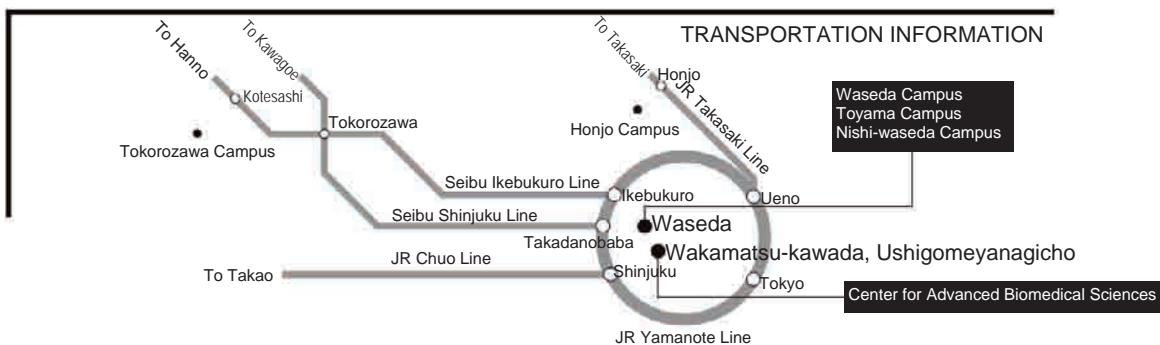 TRANSPORTATION INFORMATION
To Hanno
To Kawagoe
To Takasaki
Honjo
JR Takasaki Line
Kotesashi
Tokorozawa
Tokorozawa Campus
Honjo Campus
Waseda Campus
Toyama Campus
Nishi-waseda Campus
Seibu Ikebukuro Line
Ikebukuro
Ueno
Seibu Shinjuku Line
Waseda
Takadanobaba
Wakamatsu-kawada, Ushigomeyanagicho
JR Chuo Line
To Takao
Shinjuku
Tokyo
Center for Advanced Biomedical Sciences
JR Yamanote Line